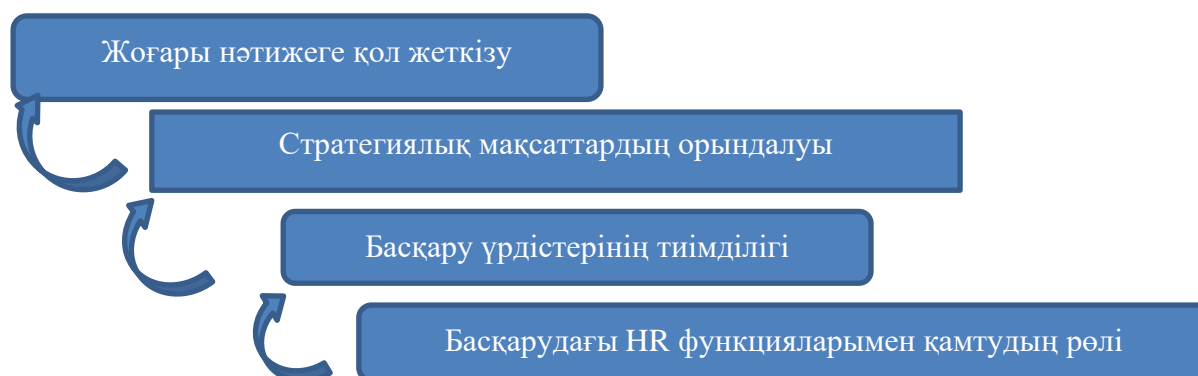 Жоғары нәтижеге қол жеткізу
Стратегиялық мақсаттардың орындалуы
Басқару үрдістерінің тиімділігі
Басқарудағы HR функцияларымен қамтудың рөлі